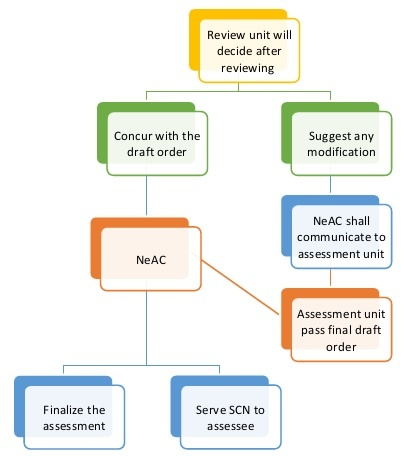 Review unit will
decide after
reviewing
Concur with the
draft order
Suggest any
modification
NeAC
NeAC shall
communicate to
assessment unit
Assessment unit
pass final draft
order
Finalize the
assessment
Serve SCN to
assessee